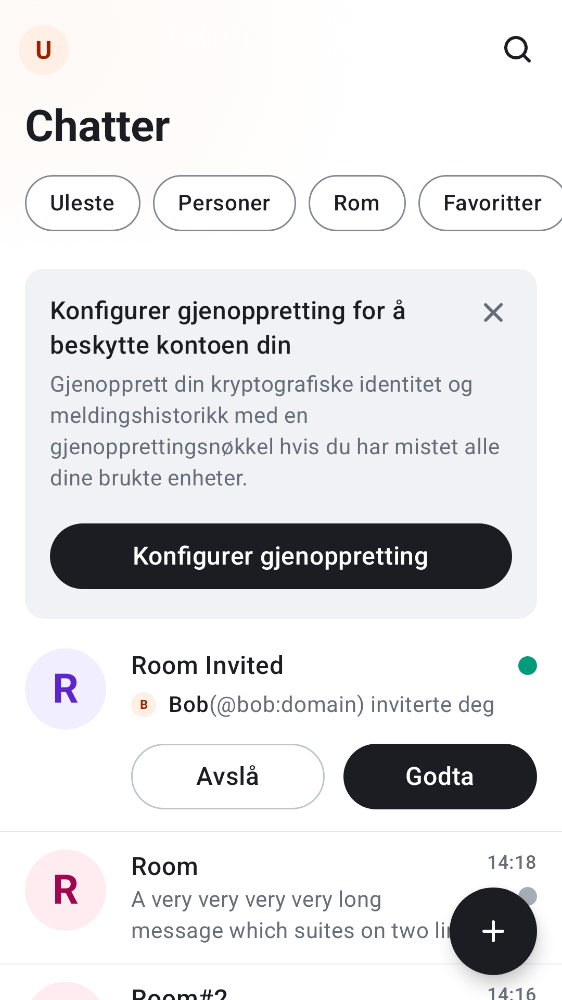 U
Chatter
Uleste
Personer
Rom
Favoritter
Konfigurer gjenoppretting for å
beskytte kontoen din
Gjenopprett din kryptografiske identitet og
meldingshistorikk med en
gjenopprettingsnøkkel hvis du har mistet alle
dine brukte enheter.
Konfigurer gjenoppretting
R
Room Invited
B Bob(@bob:domain) inviterte deg
Avslå
Godta
R
Room
14:18
A very very very very long
message which suites on two
Room#2
14:16